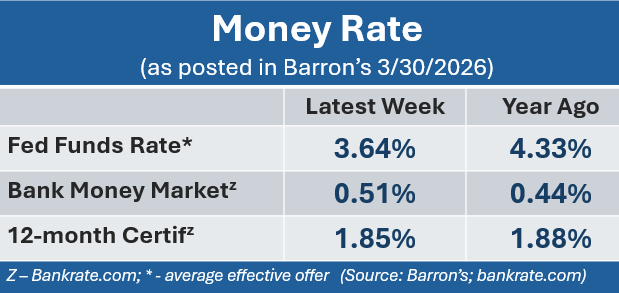 Money Rate
(as posted in Barron’s 3/30/2026)
Latest Week Year Ago
Fed Funds Rate* 3.64% 4.33%
Bank Money Marketᶻ 0.51% 0.44%
12-month Certifᶻ 1.85% 1.88%
Z – Bankrate.com; * - average effective offer (Source: Barron’s; bankrate.com)